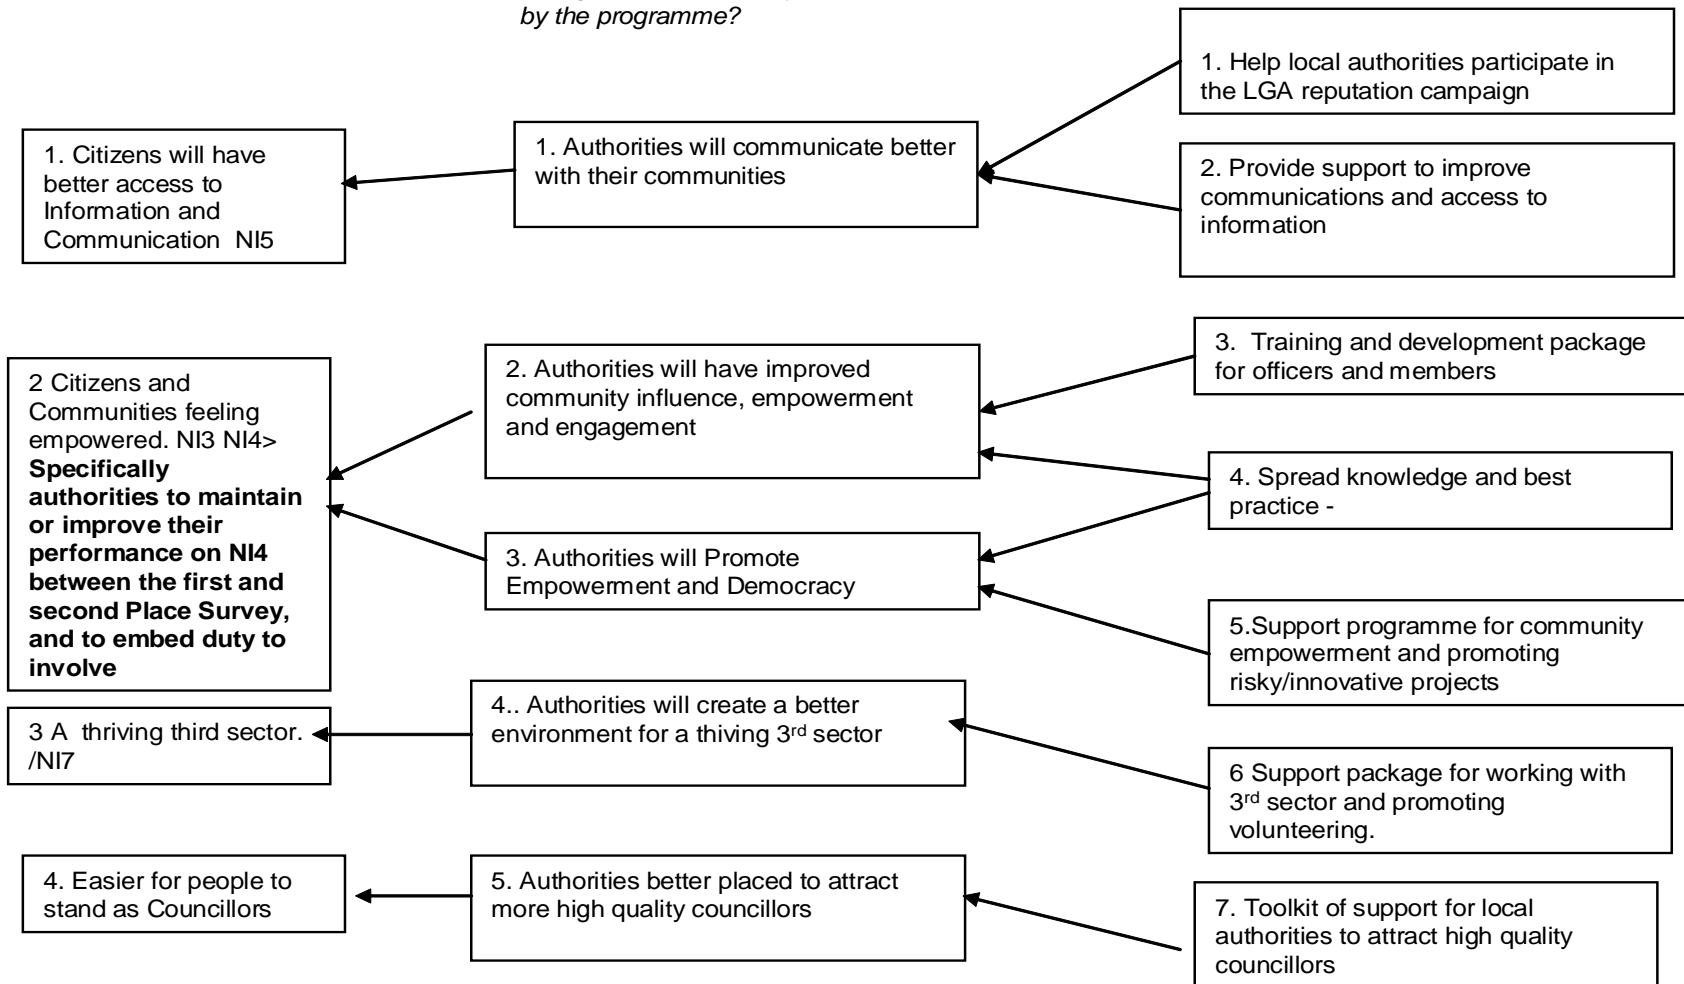 by the programme?
1. Citizens will have
better access to
Information and
Communication NI5
1. Authorities will communicate better
with their communities
1. Help local authorities participate in
the LGA reputation campaign
2. Provide support to improve
communications and access to
information
2 Citizens and
Communities feeling
empowered. NI3 NI4>
Specifically
authorities to maintain
or improve their
performance on NI4
between the first and
second Place Survey,
and to embed duty to
involve
2. Authorities will have improved
community influence, empowerment
and engagement
3. Authorities will Promote
Empowerment and Democracy
3. Training and development package
for officers and members
4. Spread knowledge and best
practice -
5.Support programme for community
empowerment and promoting
risky/innovative projects
3 A thriving third sector.
/NI7
4.. Authorities will create a better
environment for a thiving 3rd sector
6 Support package for working with
3rd sector and promoting
volunteering.
4. Easier for people to
stand as Councillors
5. Authorities better placed to attract
more high quality councillors
7. Toolkit of support for local
authorities to attract high quality
councillors